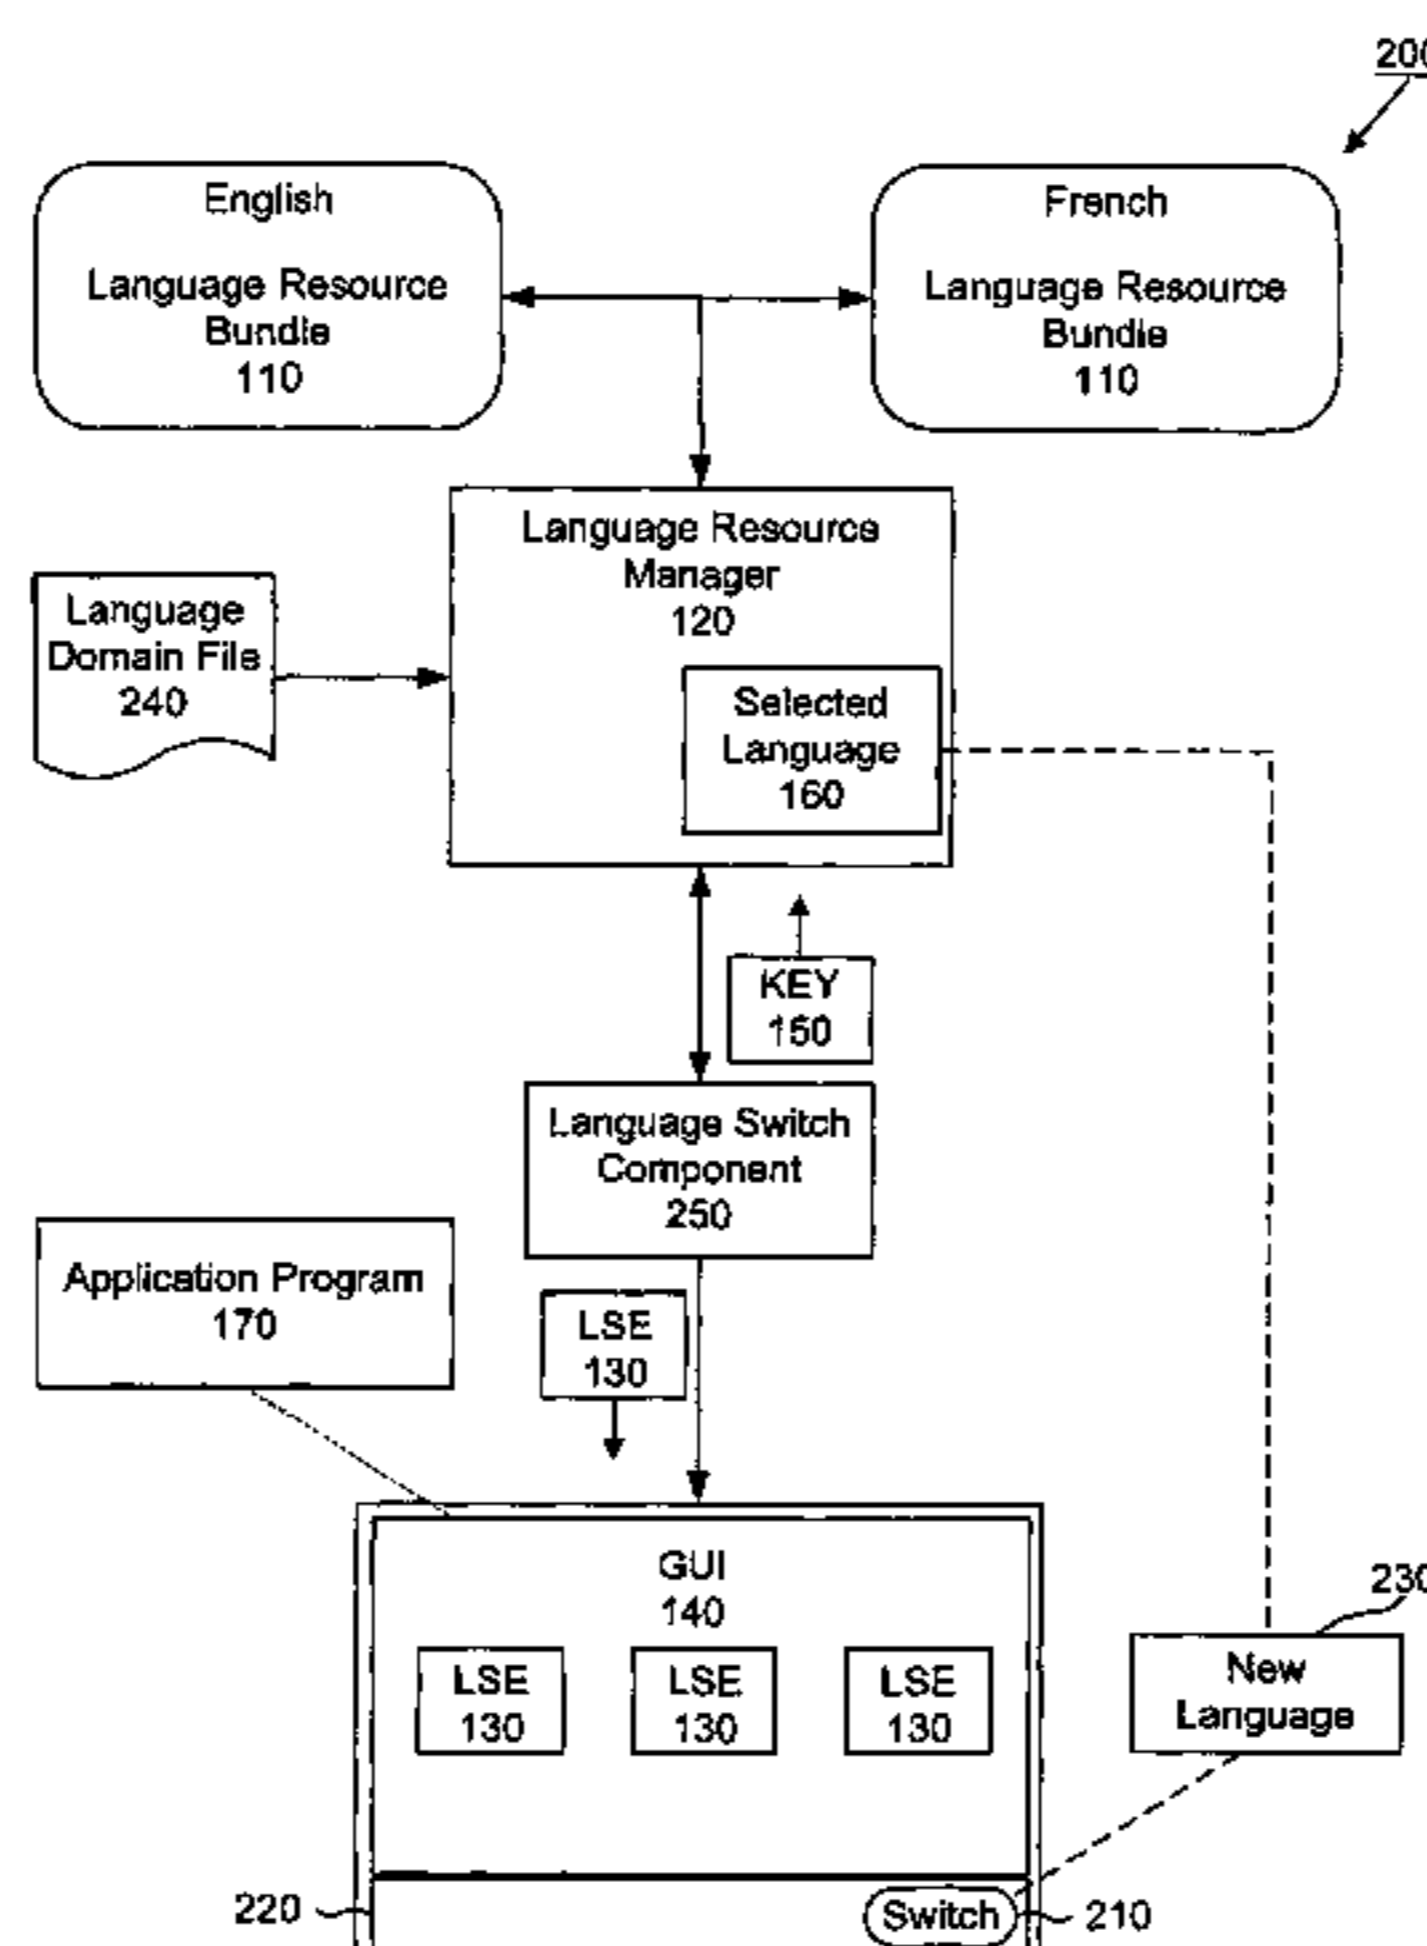 200
English
Language Resource
Bundle
110
French
Language Resource
Bundle
110
Language Resource
Manager
120
Language
Domain File
240
Selected
Language
160
KEY
150
Language Switch
Component
250
Application Program
170
LSE
130
GUI
140
LSE
130
LSE
130
LSE
130
230
New
Language
220
Switch
210